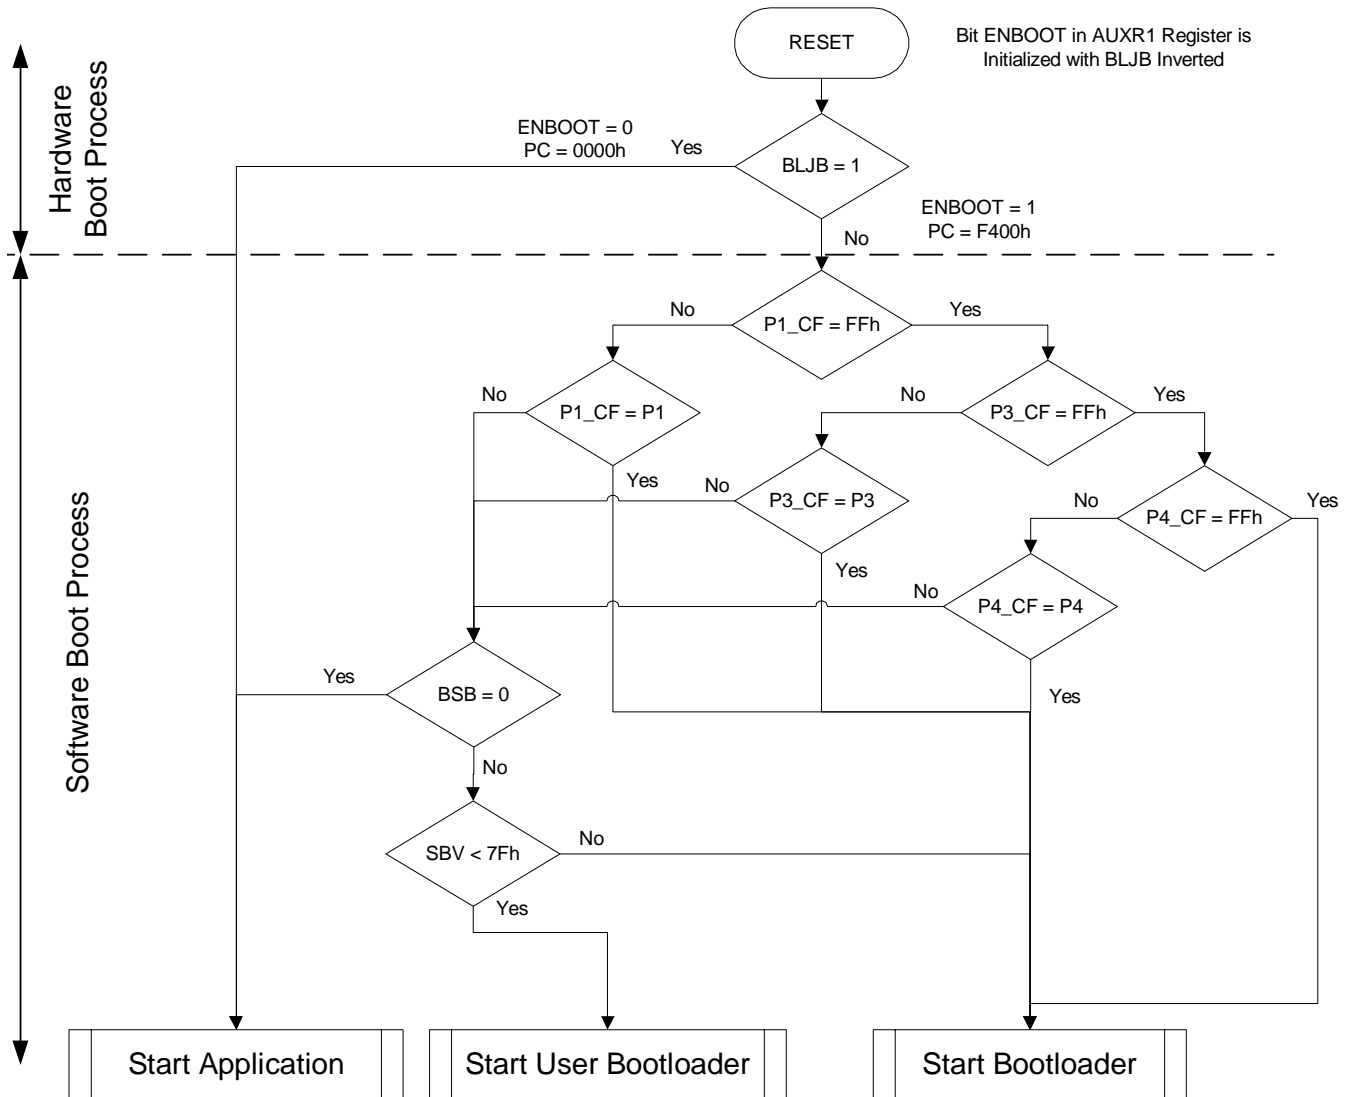 RESET
Bit ENBOOT in AUXR1 Register is
Initialized with BLJB Inverted
Hardware
Boot Process
ENBOOT = 0
PC = 0000h
Yes
BLJB = 1
ENBOOT = 1
PC = F400h
No
No
P1_CF = FFh
Yes
No
P1_CF = P1
No
P3_CF = FFh
Yes
Yes
No
P3_CF = P3
No
P4_CF = FFh
Yes
Yes
No
P4_CF = P4
Software Boot Process
Yes
BSB = 0
Yes
No
SBV < 7Fh
No
Yes
Start Application
Start User Bootloader
Start Bootloader